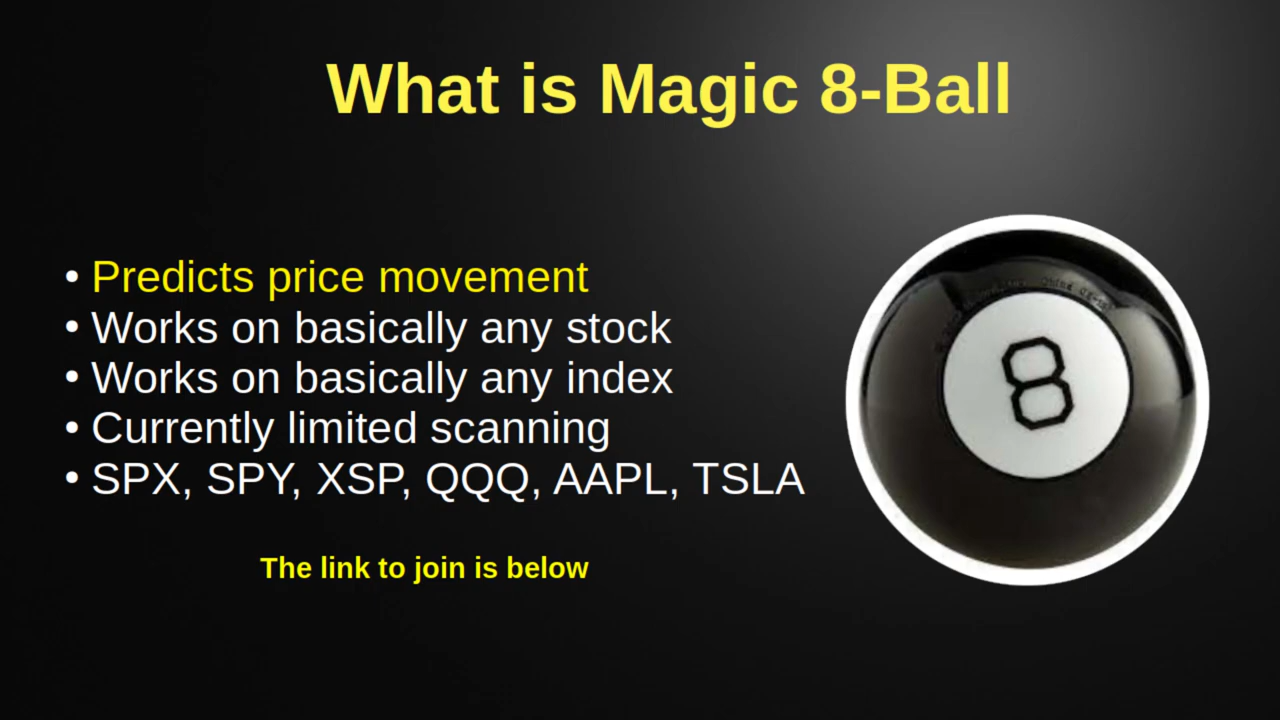 What is Magic 8-Ball
• Predicts price movement
• Works on basically any stock
• Works on basically any index
• Currently limited scanning
• SPX, SPY, XSP, QQQ, AAPL, TSLA
The link to join is below
8